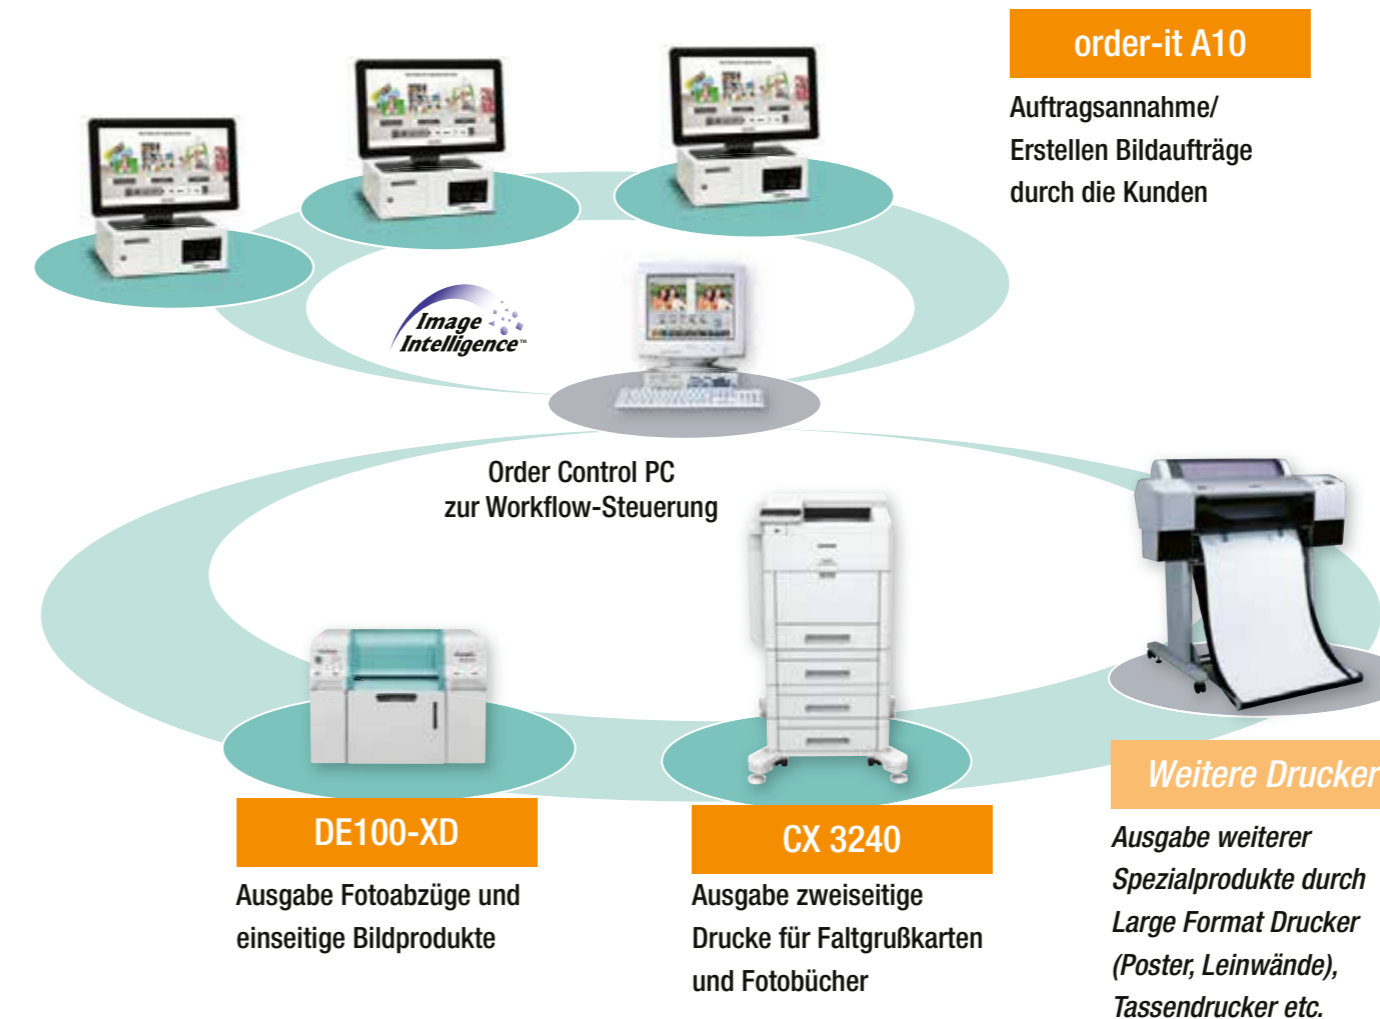 order-it A10
Auftragsannahme/
Erstellen Bildaufträge
durch die Kunden
Image
Intelligence™
Order Control PC
zur Workflow-Steuerung
DE100-XD
Ausgabe Fotoabzüge und
einseitige Bildprodukte
CX 3240
Ausgabe zweiseitige
Drucke für Faltgrußkarten
und Fotobücher
Weitere Drucker
Ausgabe weiterer
Spezialprodukte durch
Large Format Drucker
(Poster, Leinwände),
Tassendrucker etc.